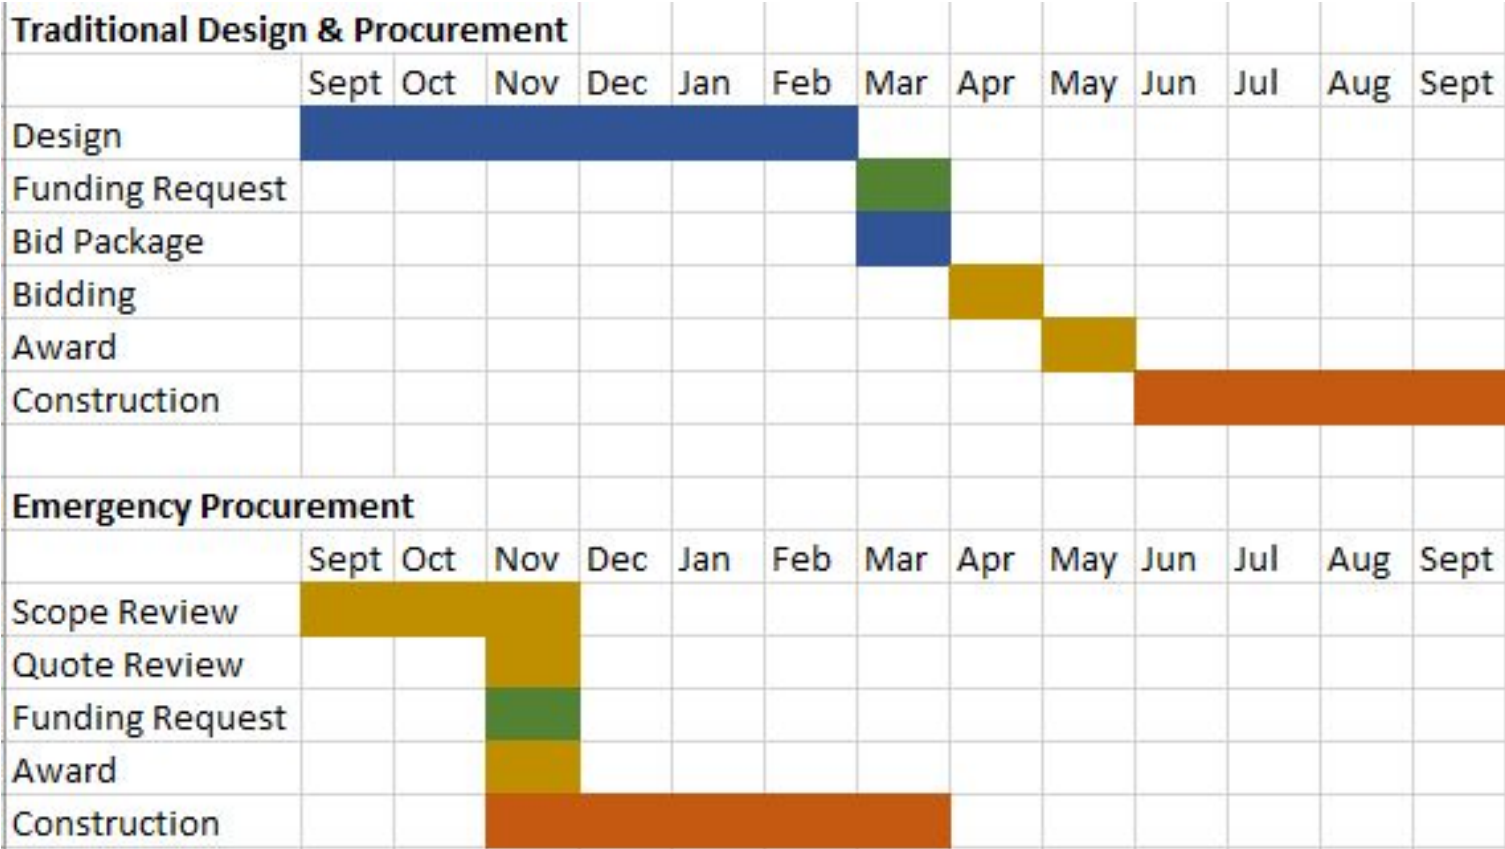 Traditional Design & Procurement
Sept Oct Nov Dec Jan Feb Mar Apr May Jun Jul Aug Sept
Design
Funding Request
Bid Package
Bidding
Award
Construction
Emergency Procurement
Sept Oct Nov Dec Jan Feb Mar Apr May Jun Jul Aug Sept
Scope Review
Quote Review
Funding Request
Award
Construction